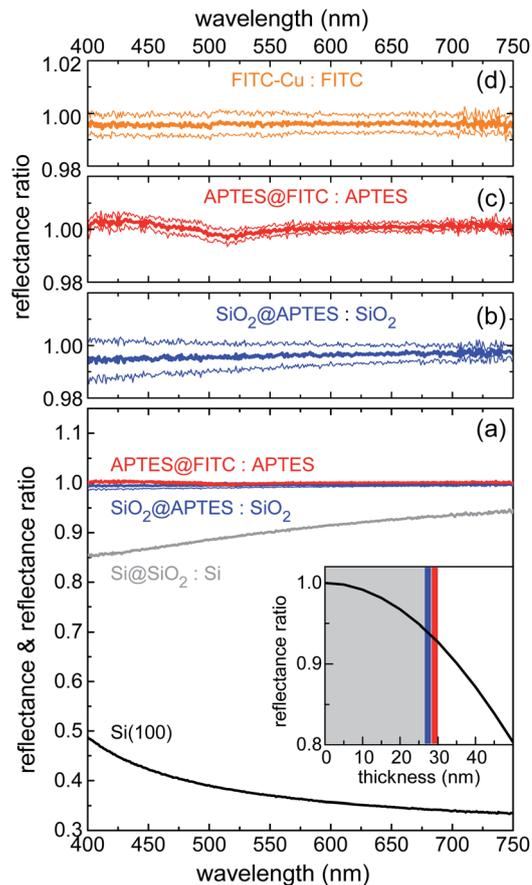 wavelength (nm)
400 450 500 550 600 650 700 750
1.02
1.00
0.98
FITC-Cu : FITC
(d)
reflectance ratio
1.00
0.98
APTES@FITC : APTES
(c)
1.00
0.98
SiO2@APTES : SiO2
(b)
(a)
1.1
1.0
0.9
0.8
0.7
0.6
0.5
0.4
0.3
reflectance & reflectance ratio
APTES@FITC : APTES
SiO2@APTES : SiO2
Si@SiO2 : Si
Si(100)
1.0
0.9
0.8
reflectance ratio
0 10 20 30 40
thickness (nm)
400 450 500 550 600 650 700 750
wavelength (nm)